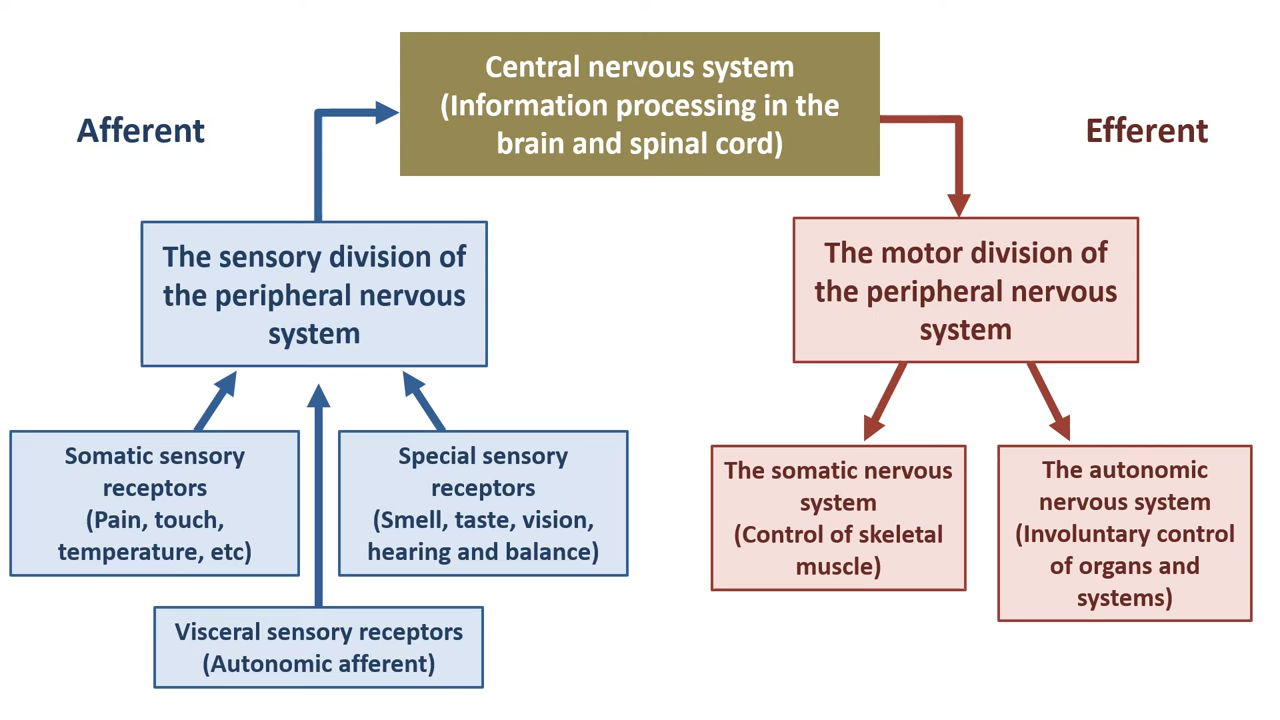 Central nervous system
(Information processing in the
brain and spinal cord)
Afferent
Efferent
The sensory division of
the peripheral nervous
system
The motor division of
the peripheral nervous
system
Somatic sensory
receptors
(Pain, touch,
temperature, etc)
Special sensory
receptors
(Smell, taste, vision,
hearing and balance)
Visceral sensory receptors
(Autonomic afferent)
The somatic nervous
system
(Control of skeletal
muscle)
The autonomic
nervous system
(Involuntary control
of organs and
systems)